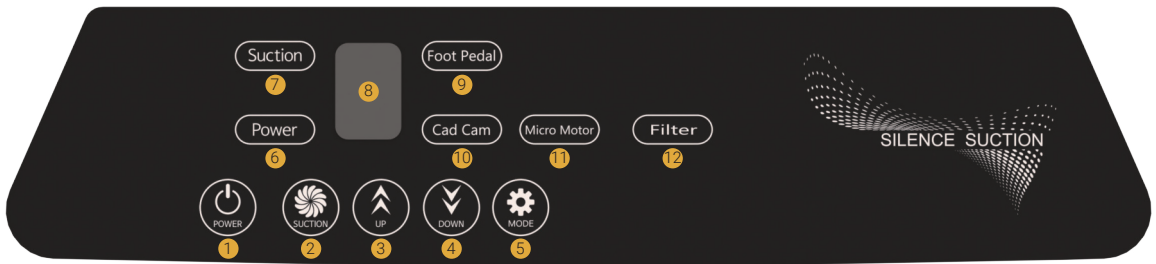 Suction
Foot Pedal
7
8
9
Power
Cad Cam
Micro Motor
Filter
SILENCE SUCTION
6
10
11
12
POWER
SUCTION
UP
DOWN
MODE
1
2
3
4
5